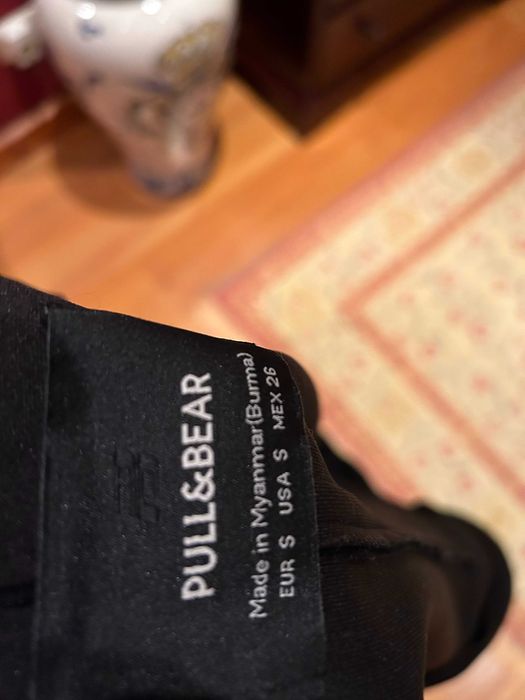 PULL&BEAR
Made in Myanmar(Burma)
EUR S USA S MEX 26